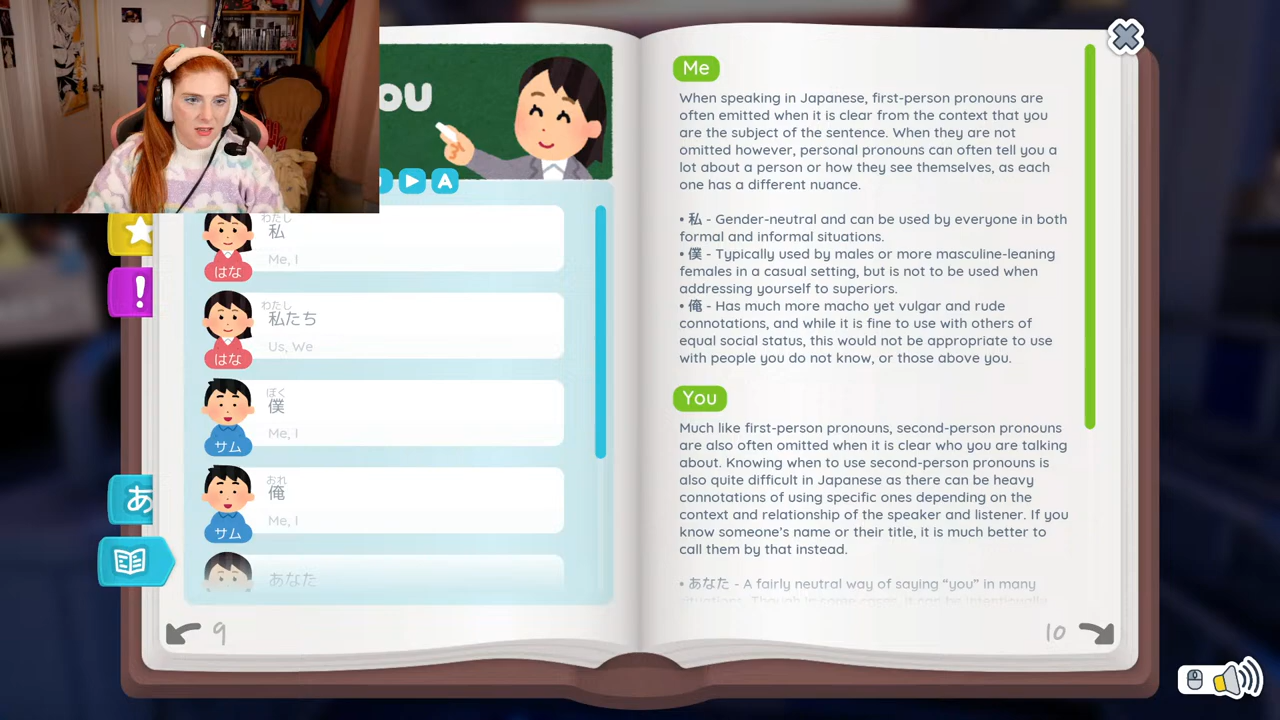 OU
A
わたし
私
Me, I
はな
わたし
私たち
Us, We
はな
ぼく
僕
Me, I
サム
おれ
俺
Me, I
サム
あなた
あ
9
Me
When speaking in Japanese, first-person pronouns are
often emitted when it is clear from the context that you
are the subject of the sentence. When they are not
omitted however, personal pronouns can often tell you a
lot about a person or how they see themselves, as each
one has a different nuance.
• 私 - Gender-neutral and can be used by everyone in both
formal and informal situations.
• 僕 - Typically used by males or more masculine-leaning
females in a casual setting, but is not to be used when
addressing yourself to superiors.
• 俺 - Has much more macho yet vulgar and rude
connotations, and while it is fine to use with others of
equal social status, this would not be appropriate to use
with people you do not know, or those above you.
You
Much like first-person pronouns, second-person pronouns
are also often omitted when it is clear who you are talking
about. Knowing when to use second-person pronouns is
also quite difficult in Japanese as there can be heavy
connotations of using specific ones depending on the
context and relationship of the speaker and listener. If you
know someone's name or their title, it is much better to
call them by that instead.
• あなた - A fairly neutral way of saying "you" in many
situations. Though in some cases, it can be intentionally
10